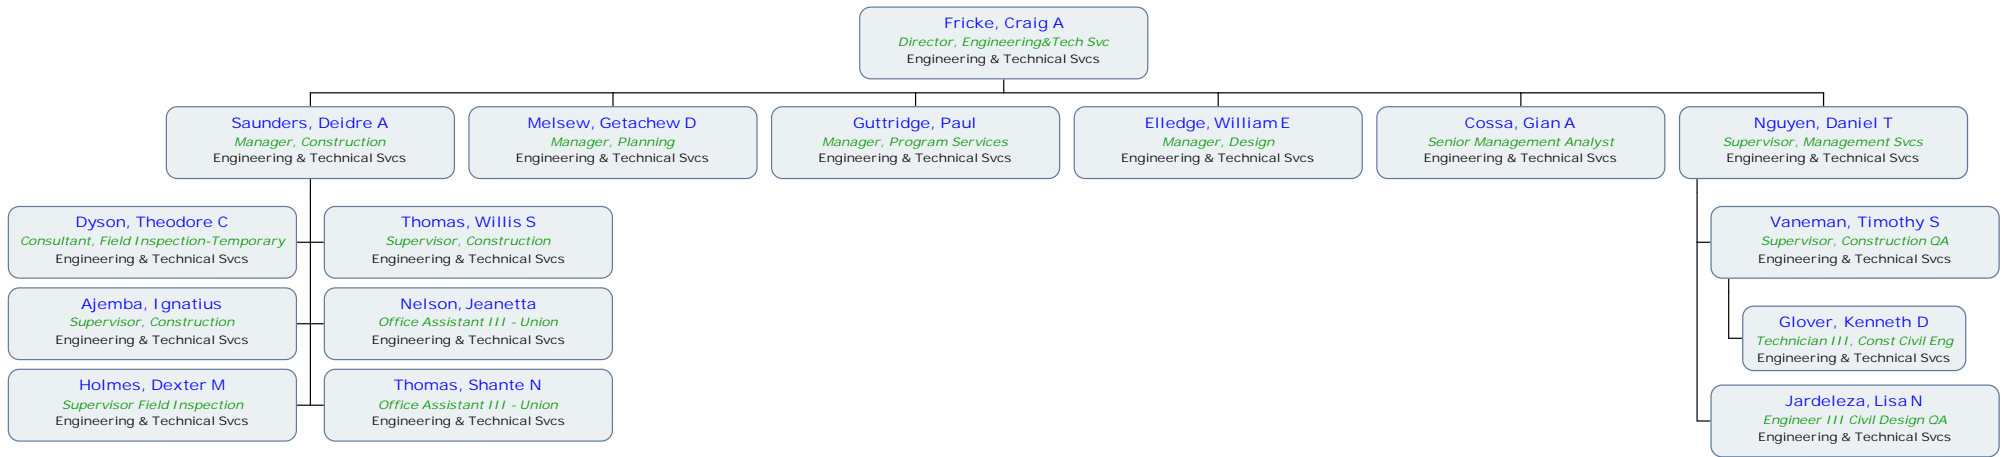 Fricke, Craig A
Director, Engineering&Tech Svc
Engineering & Technical Svcs
Saunders, Deidre A
Manager, Construction
Engineering & Technical Svcs
Melsew, Getachew D
Manager, Planning
Engineering & Technical Svcs
Guttridge, Paul
Manager, Program Services
Engineering & Technical Svcs
Elledge, William E
Manager, Design
Engineering & Technical Svcs
Cossa, Gian A
Senior Management Analyst
Engineering & Technical Svcs
Nguyen, Daniel T
Supervisor, Management Svcs
Engineering & Technical Svcs
Dyson, Theodore C
Consultant, Field Inspection-Temporary
Engineering & Technical Svcs
Thomas, Willis S
Supervisor, Construction
Engineering & Technical Svcs
Ajemba, Ignatius
Supervisor, Construction
Engineering & Technical Svcs
Nelson, Jeanetta
Office Assistant III - Union
Engineering & Technical Svcs
Holmes, Dexter M
Supervisor Field Inspection
Engineering & Technical Svcs
Thomas, Shante N
Office Assistant III - Union
Engineering & Technical Svcs
Vaneman, Timothy S
Supervisor, Construction QA
Engineering & Technical Svcs
Glover, Kenneth D
Technician III, Const Civil Eng
Engineering & Technical Svcs
Jardeleza, Lisa N
Engineer III Civil Design QA
Engineering & Technical Svcs